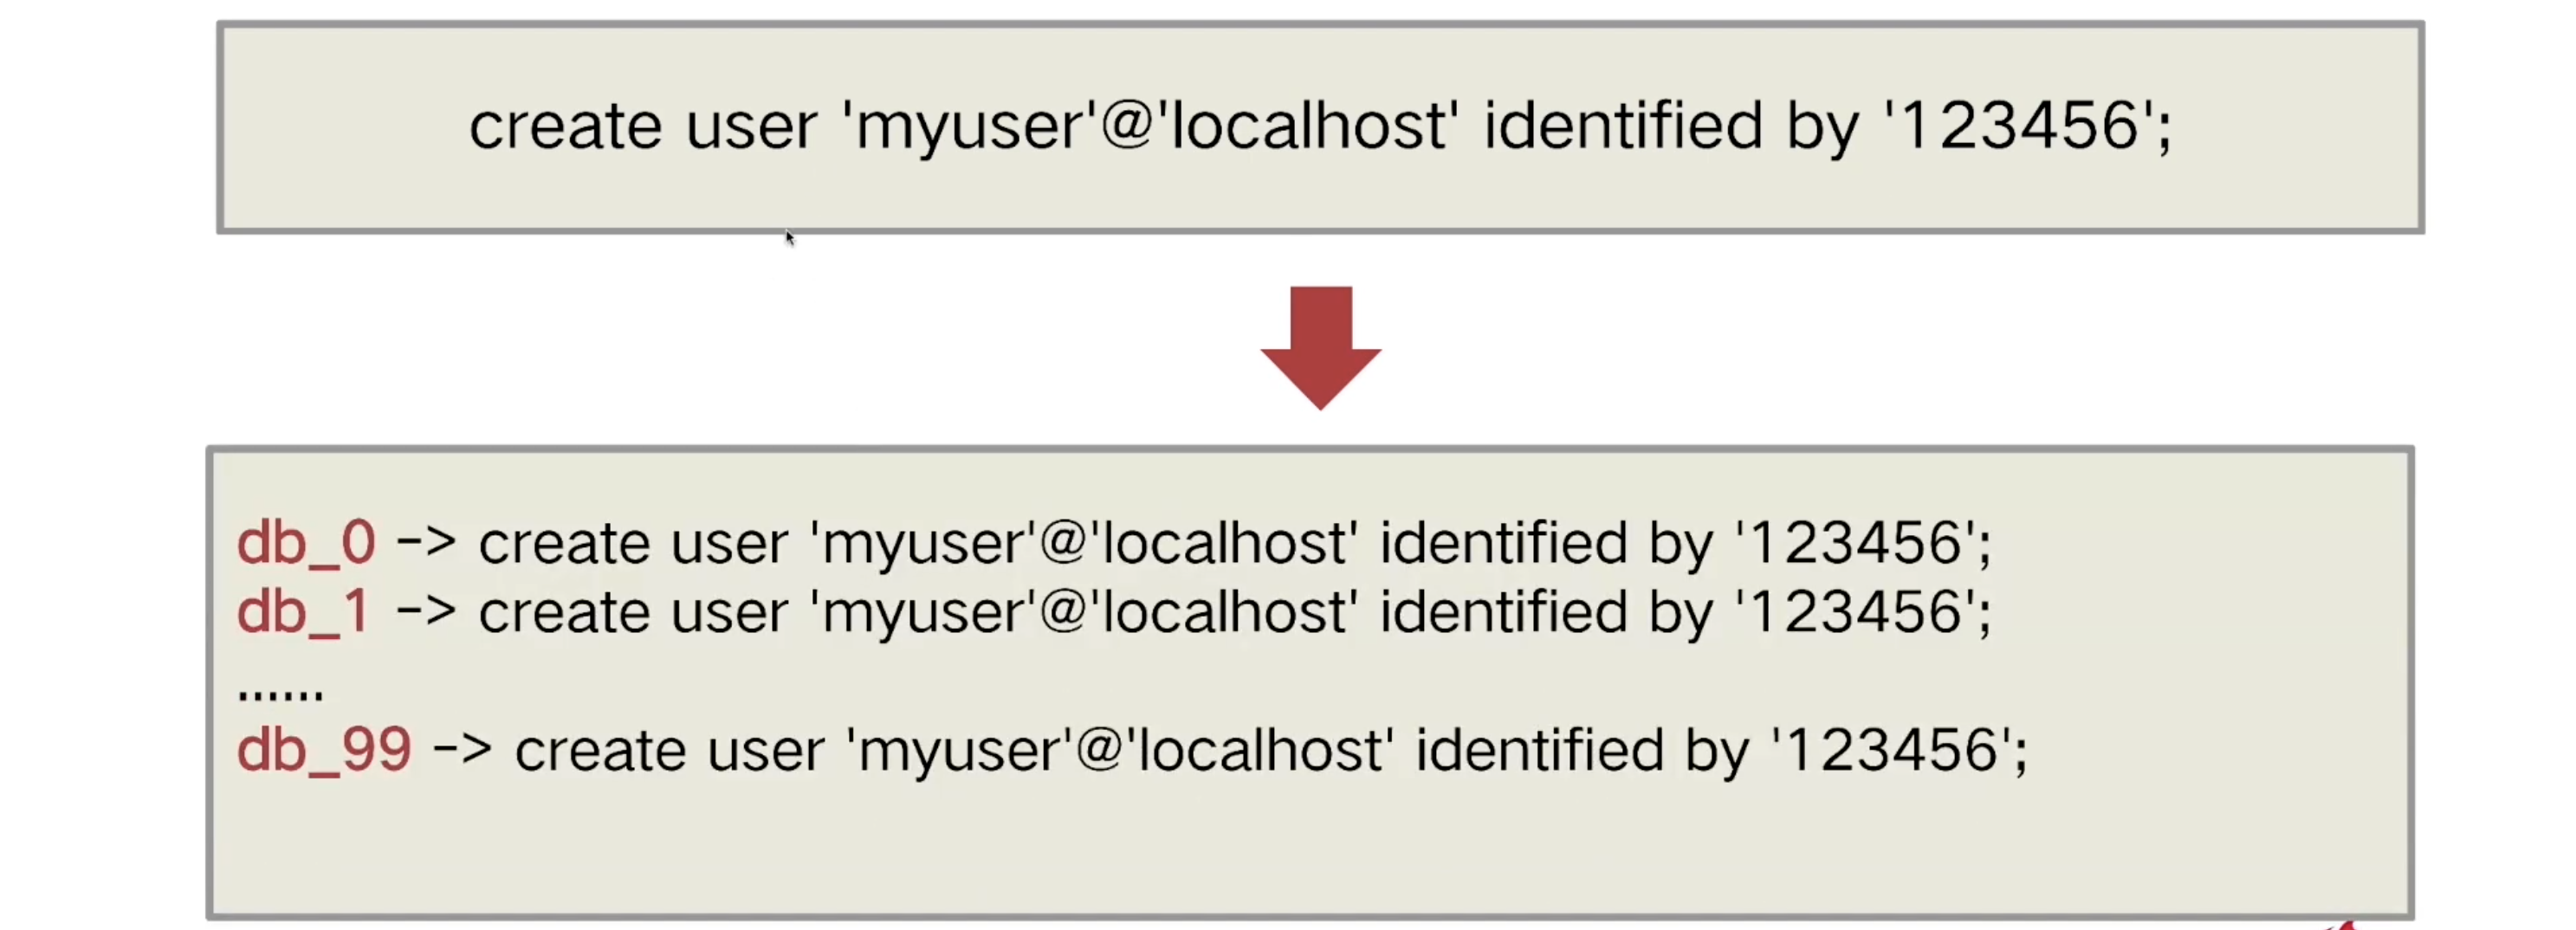 create user 'myuser'@'localhost' identified by '123456';
db_0 -> create user 'myuser'@'localhost' identified by '123456';
db_1 -> create user 'myuser'@'localhost' identified by '123456';
......
db_99 -> create user 'myuser'@'localhost' identified by '123456';